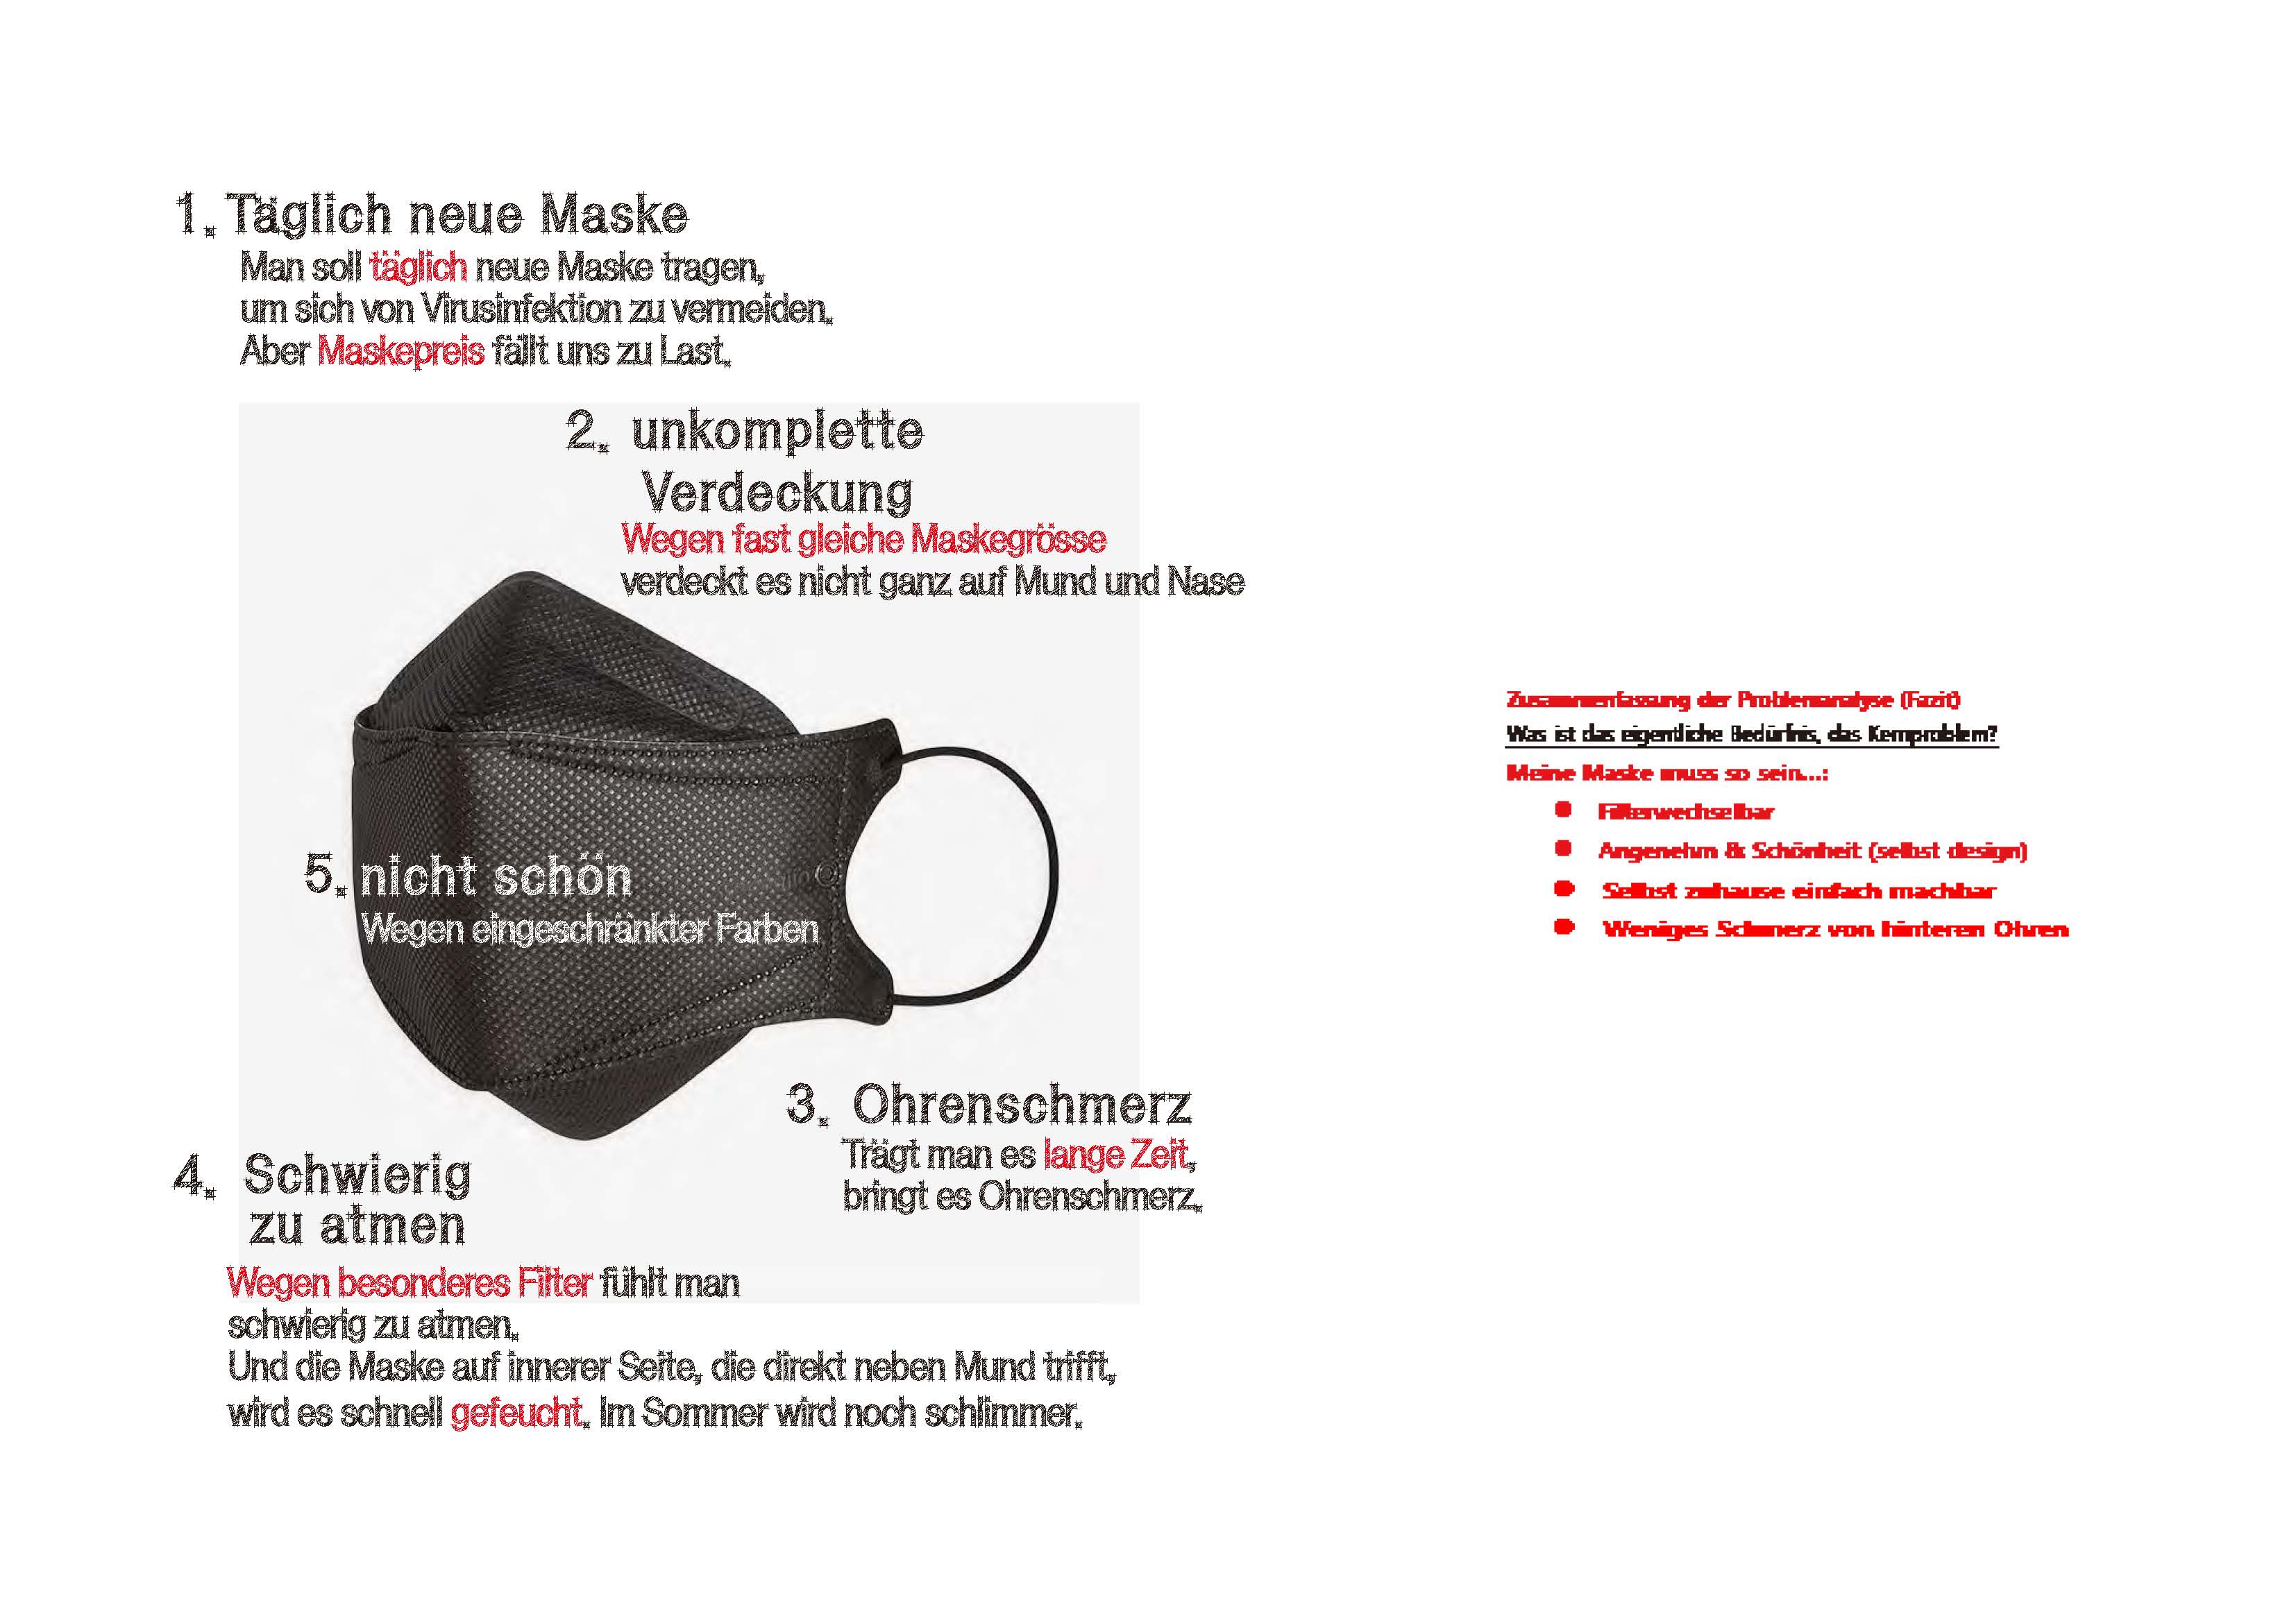 1. Täglich neue Maske
Man soll täglich neue Maske tragen,
um sich von Virusinfektion zu vermeiden.
Aber Maskepreis fällt uns zu Last.
2. unkomplette
Verdeckung
Wegen fast gleiche Maskegrösse
verdeckt es nicht ganz auf Mund und Nase
5. nicht schön
Wegen eingeschränkter Farben
3. Ohrenschmerz
Trägt man es lange Zeit,
bringt es Ohrenschmerz.
4. Schwierig
zu atmen
Wegen besonderes Filter fühlt man
schwierig zu atmen.
Und die Maske auf innerer Seite, die direkt neben Mund trifft,
wird es schnell gefeucht. Im Sommer wird noch schlimmer.
Zusammenfassung der Problemanalyse (Fazit)
Was ist das eigentliche Bedürfnis, das Kernproblem?
Meine Maske muss so sein...:
● Filterwechselbar
● Angenehm & Schönheit (selbst design)
● Selbst zuhause einfach machbar
● Weniges Schmerz von hinteren Ohren